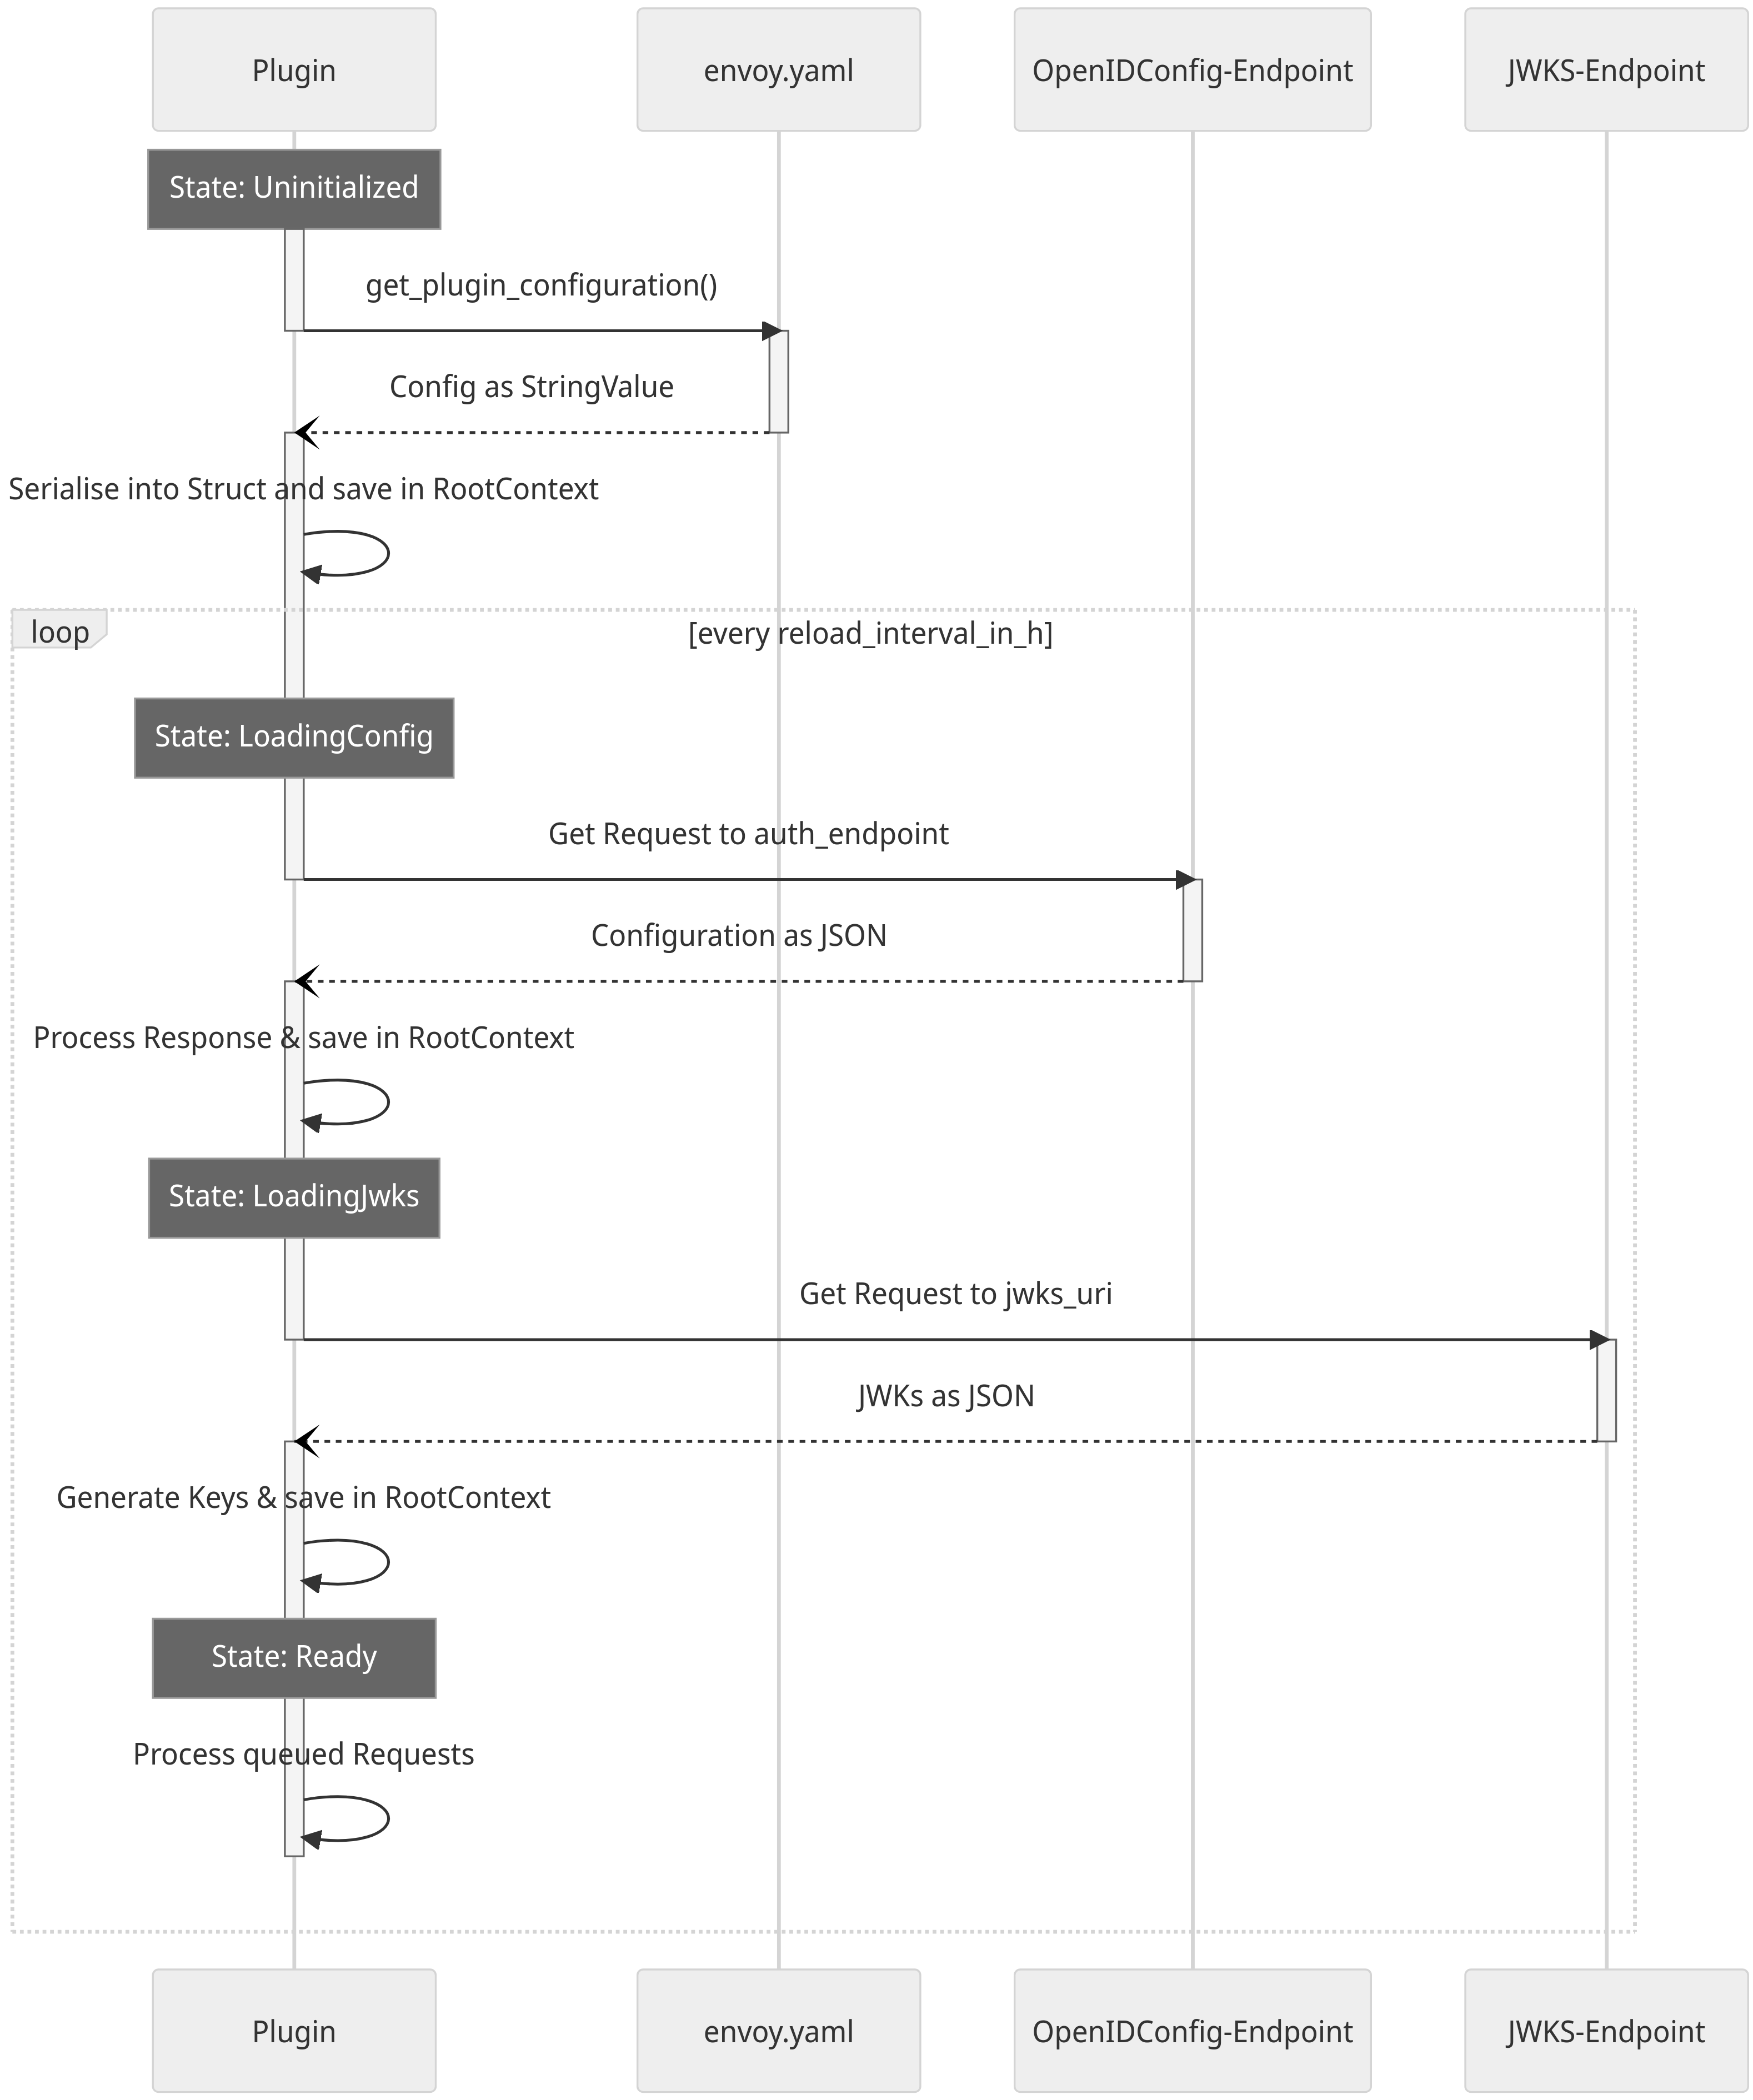 Plugin
envoy.yaml
OpenIDConfig-Endpoint
JWKS-Endpoint
State: Uninitialized
get_plugin_configuration()
Config as StringValue
Serialise into Struct and save in RootContext
loop
[every reload_interval_in_h]
State: LoadingConfig
Get Request to auth_endpoint
Configuration as JSON
Process Response & save in RootContext
State: LoadingJwks
Get Request to jwks_uri
JWKs as JSON
Generate Keys & save in RootContext
State: Ready
Process queued Requests
Plugin
envoy.yaml
OpenIDConfig-Endpoint
JWKS-Endpoint